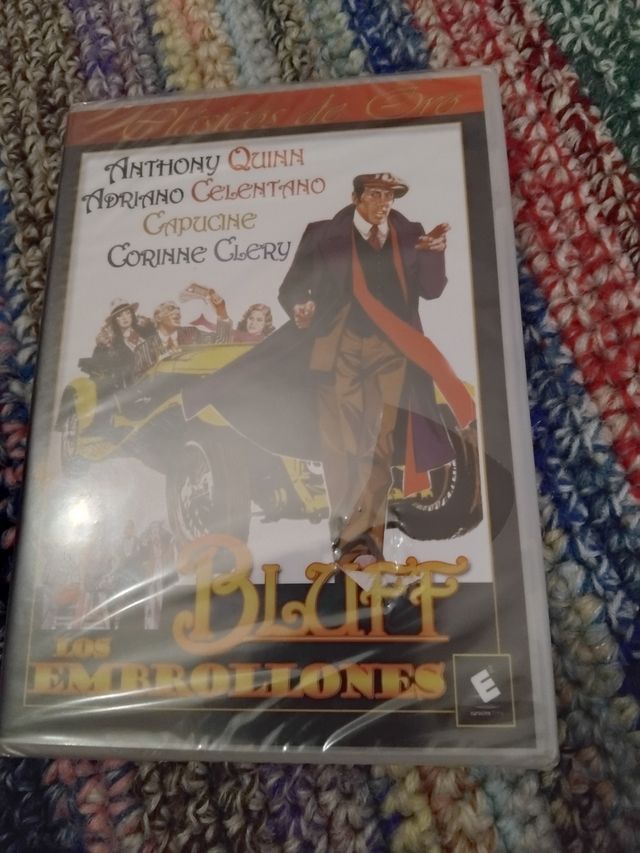 Clásicos de Oro
ANTHONY QUINN
ADRIANO CELENTANO
CAPUCINE
CORINNE CLERY
BLUFF
LOS
EMBROLLONES
E